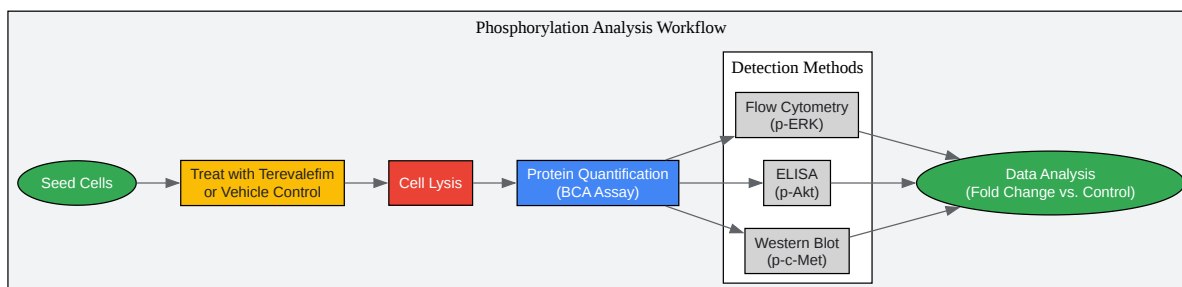 Phosphorylation Analysis Workflow
Detection Methods
Seed Cells
Treat with Terevalefim
or Vehicle Control
Cell Lysis
Protein Quantification
(BCA Assay)
Flow Cytometry
(p-ERK)
ELISA
(p-Akt)
Western Blot
(p-c-Met)
Data Analysis
(Fold Change vs. Control)